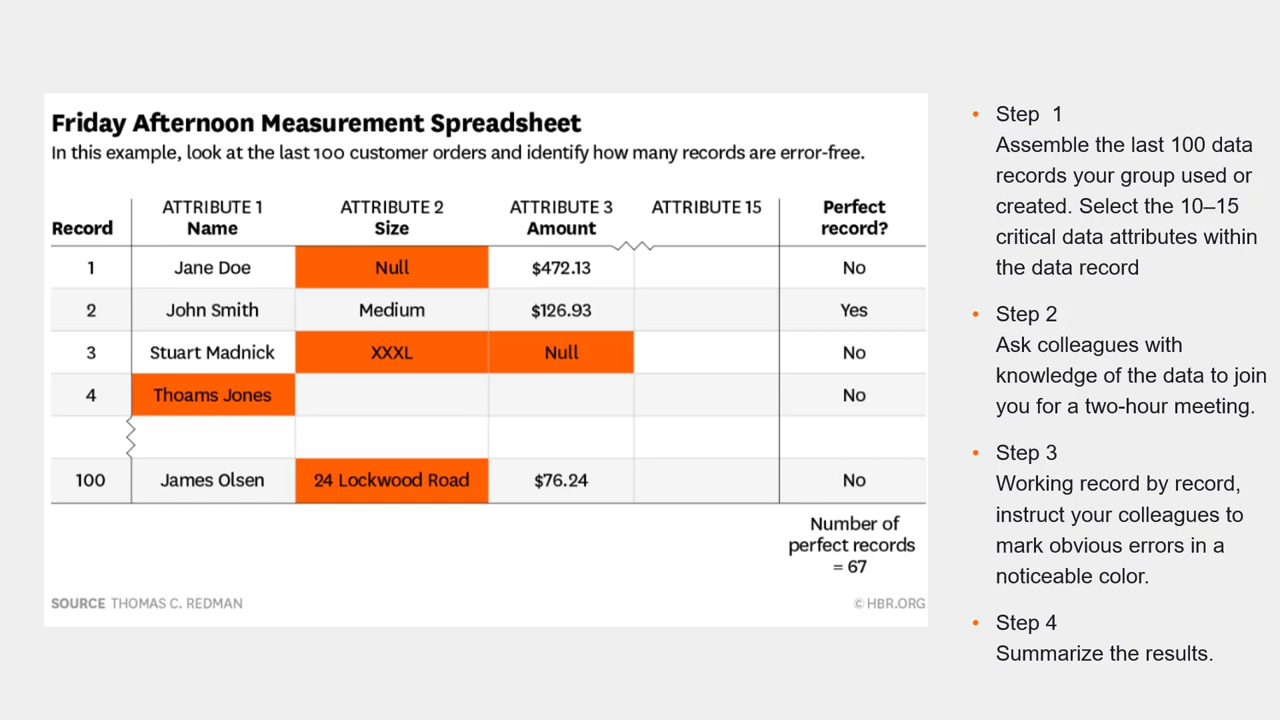 Friday Afternoon Measurement Spreadsheet
In this example, look at the last 100 customer orders and identify how many records are error-free.
ATTRIBUTE 1 ATTRIBUTE 2 ATTRIBUTE 3 ATTRIBUTE 15 Perfect
Record Name Size Amount record?
1 Jane Doe Null $472.13 No
2 John Smith Medium $126.93 Yes
3 Stuart Madnick XXXL Null No
4 Thoams Jones No
100 James Olsen 24 Lockwood Road $76.24 No
Number of
perfect records
= 67
SOURCE THOMAS C. REDMAN © HBR.ORG
• Step 1
Assemble the last 100 data
records your group used or
created. Select the 10–15
critical data attributes within
the data record
• Step 2
Ask colleagues with
knowledge of the data to join
you for a two-hour meeting.
• Step 3
Working record by record,
instruct your colleagues to
mark obvious errors in a
noticeable color.
• Step 4
Summarize the results.